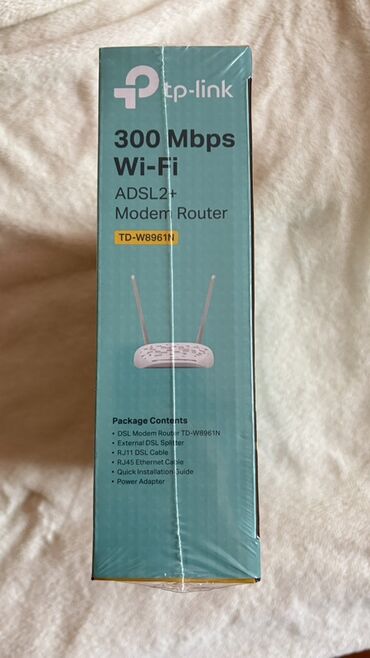 tp-link
300 Mbps
Wi-Fi
ADSL2+
Modem Router
TD-W8961N
Package Contents
• DSL Modem Router TD-W8961N
• External DSL Splitter
• RJ11 DSL Cable
• RJ45 Ethernet Cable
• Quick Installation Guide
• Power Adapter